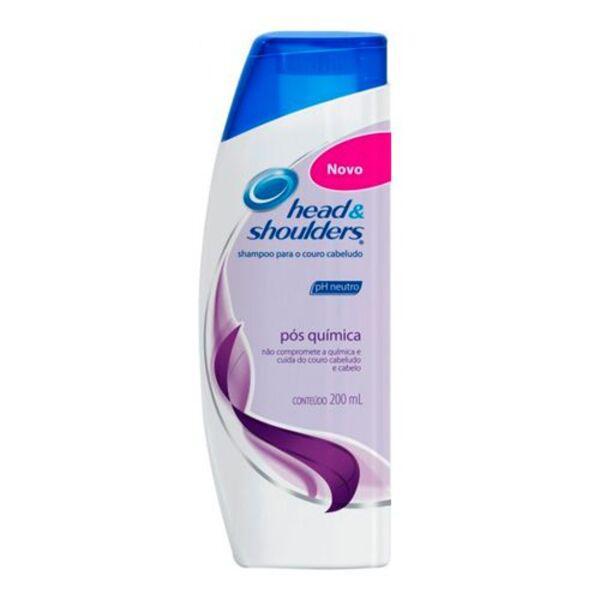 Novo
head&
shoulders®
shampoo para o couro cabeludo
pH neutro
pós química
não compromete a química e
cuida do couro cabeludo
e cabelo
CONTEÚDO 200 mL